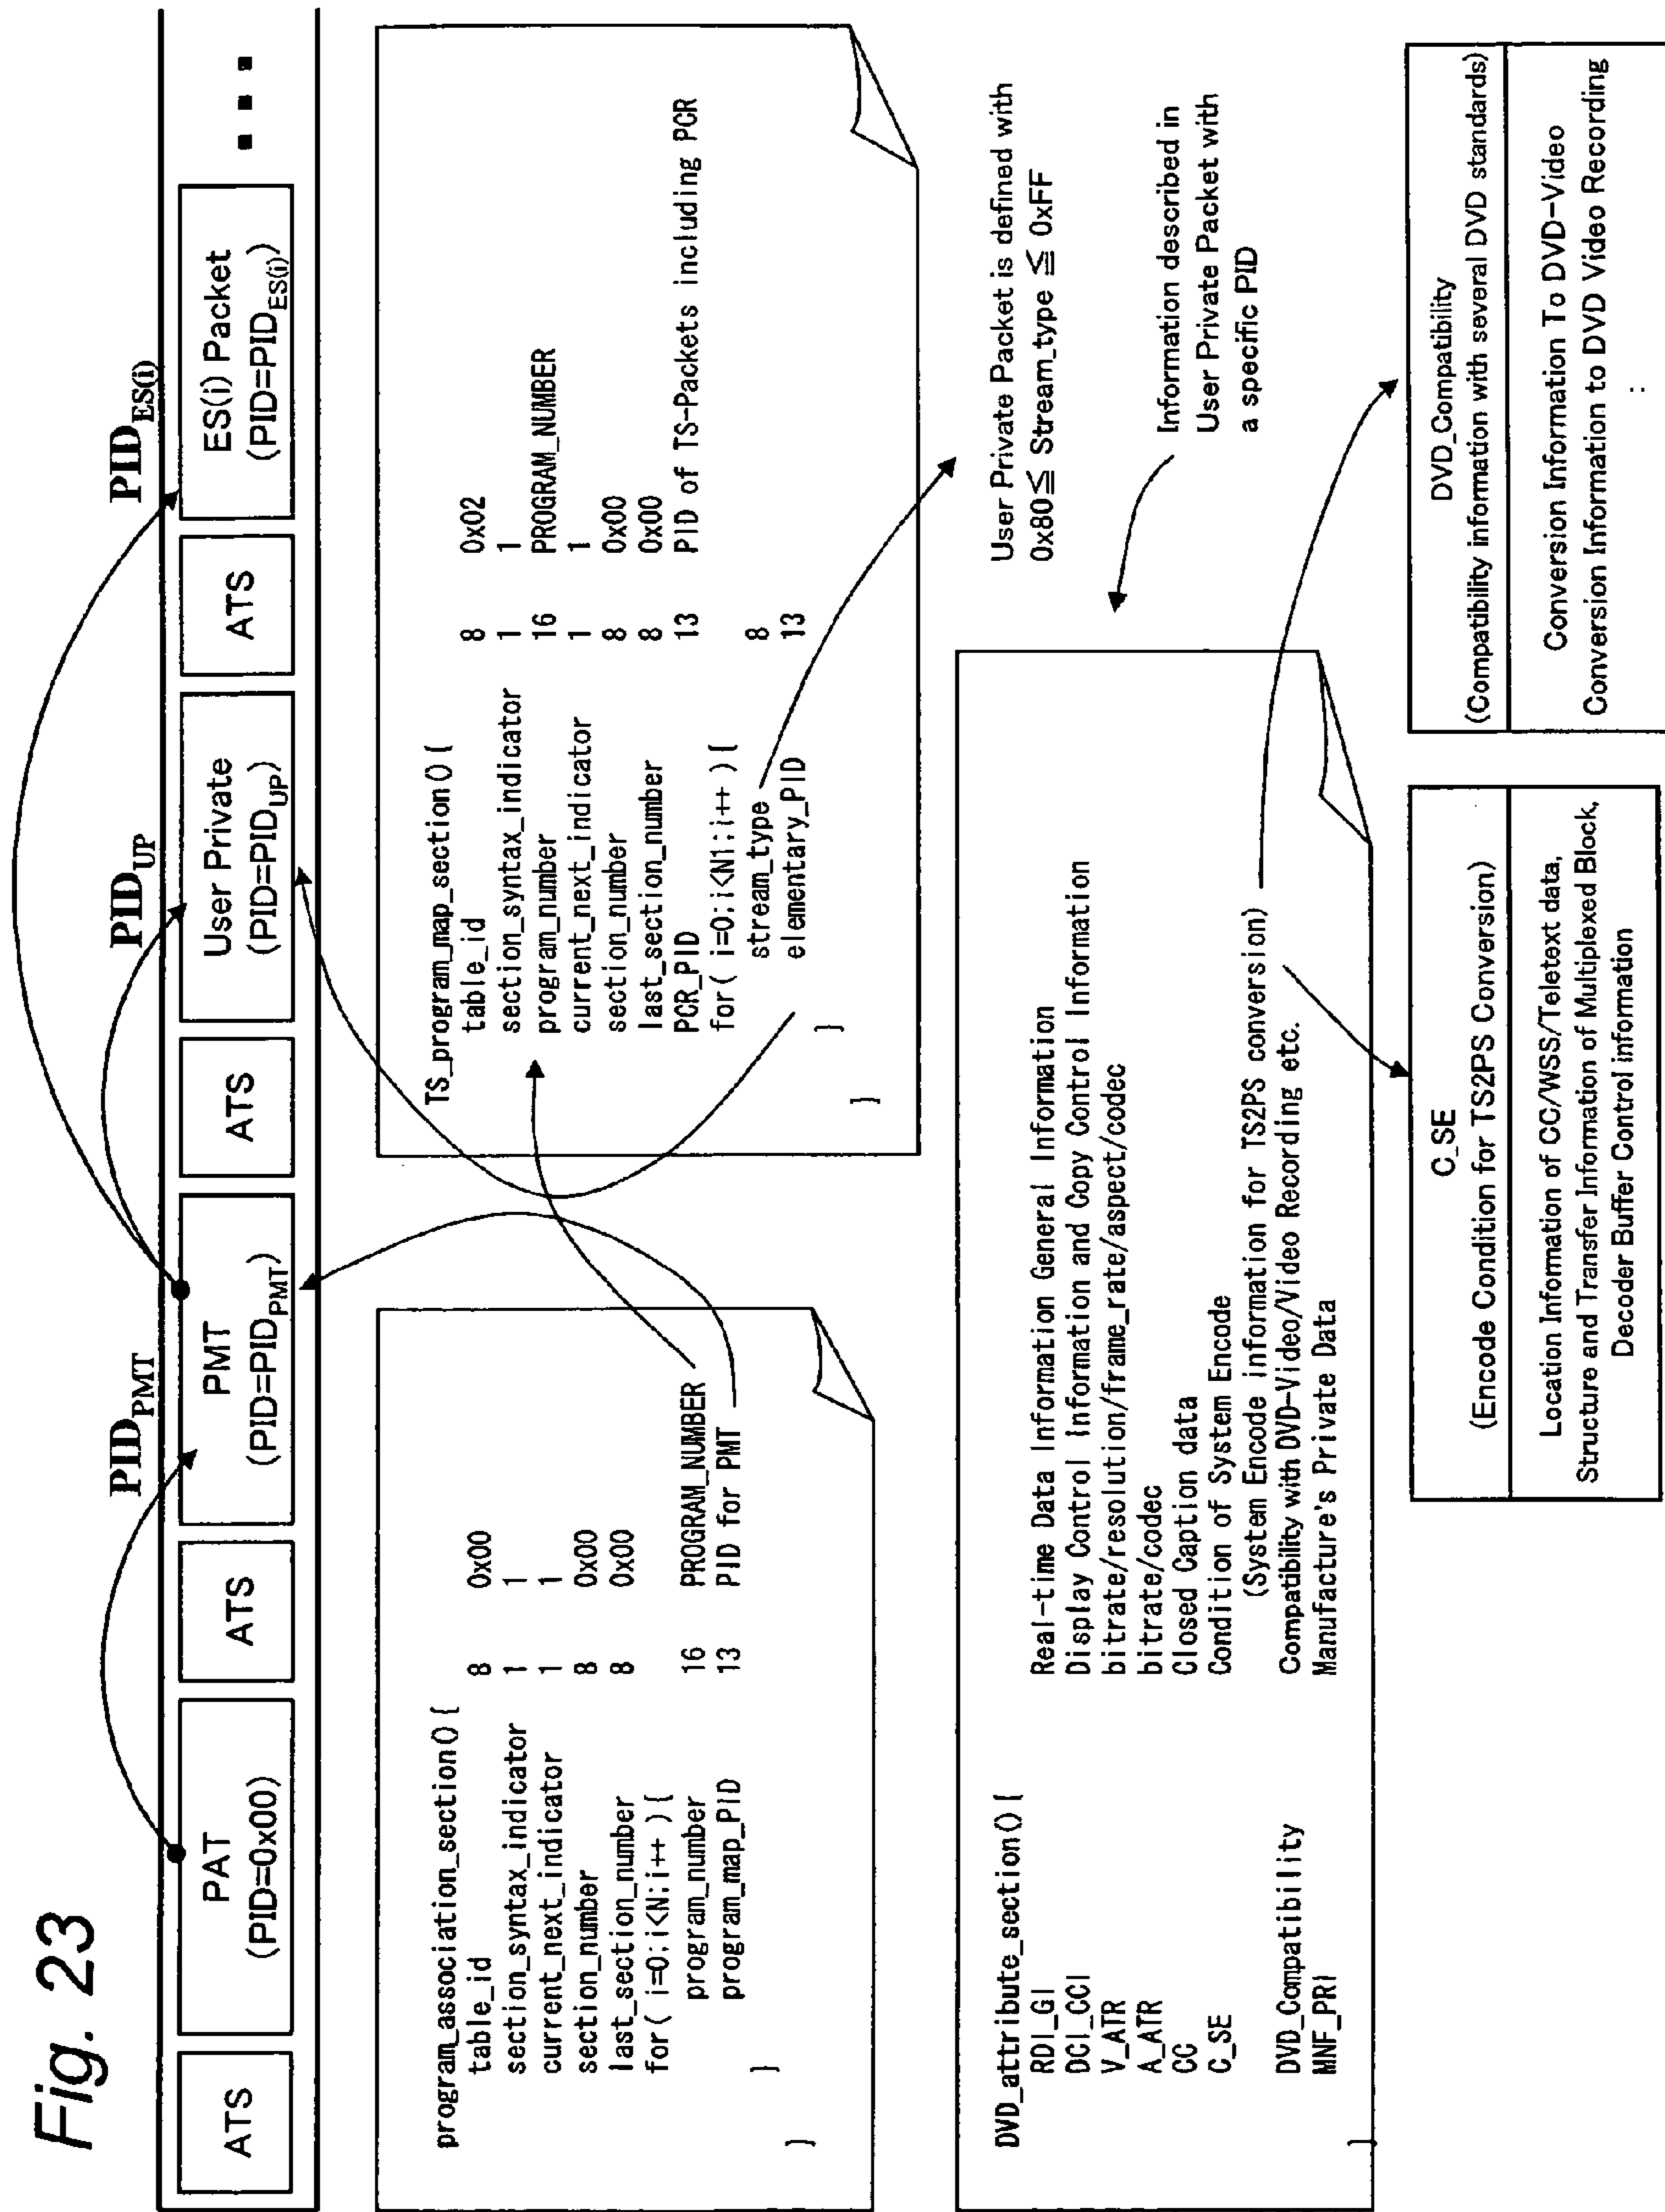 Fig. 23
PID_PMT
PID_UP
PID_ES(i)
ATS
PAT
(PID=0x00)
ATS
PMT
(PID=PID_PMT)
ATS
User Private
(PID=PID_UP)
ATS
ES(i) Packet
(PID=PID_ES(i))
program_association_section() {
table_id 8 0x00
section_syntax_indicator 1 1
current_next_indicator 1 1
section_number 8 0x00
last_section_number 8 0x00
for( i=0;i<N;i++ ) {
program_number 16 PROGRAM_NUMBER
program_map_PID 13 PID for PMT
}
}
TS_program_map_section() {
table_id 8 0x02
section_syntax_indicator 1 1
program_number 16 PROGRAM_NUMBER
current_next_indicator 1 1
section_number 8 0x00
last_section_number 8 0x00
PCR_PID 13 PID of TS-Packets including PCR
for( i=0;i<N1;i++ ) {
stream_type 8
elementary_PID 13
}
}
User Private Packet is defined with
0x80≦ Stream_type ≦ 0xFF
DVD_attribute_section() {
RDI_GI Real-time Data Information General Information
DCI_CCI Display Control Information and Copy Control Information
V_ATR bitrate/resolution/frame_rate/aspect/codec
A_ATR bitrate/codec
CC Closed Caption data
C_SE Condition of System Encode
(System Encode information for TS2PS conversion)
DVD_Compatibility Compatibility with DVD-Video/Video Recording etc.
MNF_PRI Manufacture's Private Data
}
Information described in
User Private Packet with
a specific PID
C_SE
(Encode Condition for TS2PS Conversion)
Location Information of CC/WSS/Teletext data,
Structure and Transfer Information of Multiplexed Block,
Decoder Buffer Control information
DVD_Compatibility
(Compatibility information with several DVD standards)
Conversion Information To DVD-Video
Conversion Information to DVD Video Recording
: